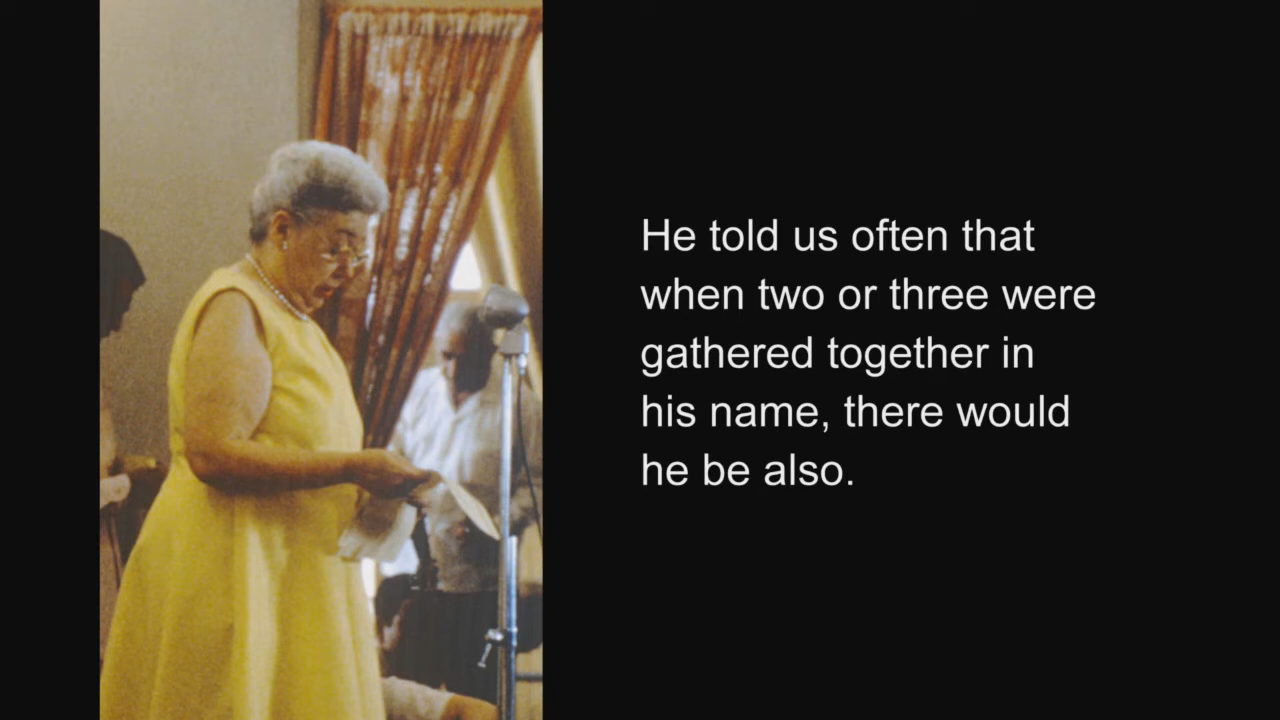 He told us often that
when two or three were
gathered together in
his name, there would
he be also.